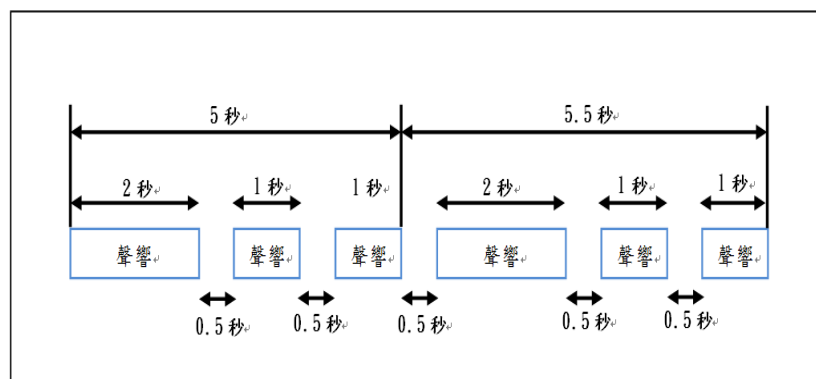 5 秒 5.5 秒
2 秒 1 秒 1 秒 2 秒 1 秒 1 秒
聲響 聲響 聲響 聲響 聲響 聲響
0.5 秒 0.5 秒 0.5 秒 0.5 秒 0.5 秒